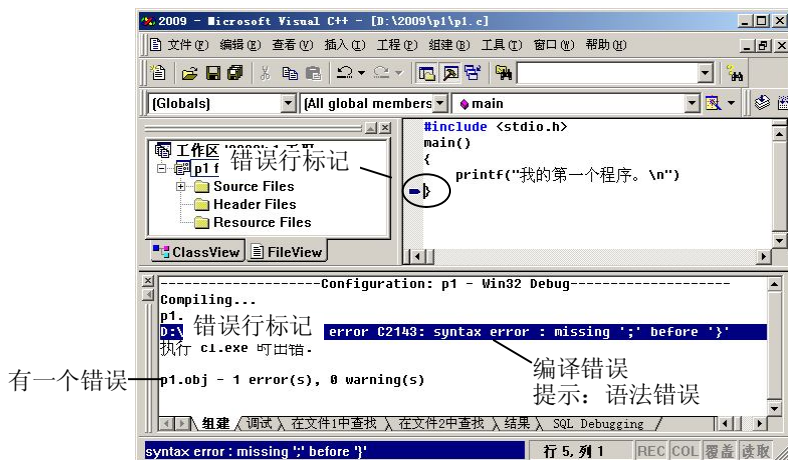 2009 - Microsoft Visual C++ - [D:\2009\p1\p1.c]
文件(F) 编辑(E) 查看(V) 插入(I) 工程(P) 组建(B) 工具(T) 窗口(W) 帮助(H)
(Globals) (All global members main
工作区
p1 f
Source Files
Header Files
Resource Files
ClassView FileView
错误行标记
#include <stdio.h>
main()
{
printf("我的第一个程序。\n")
}
--------------------Configuration: p1 - Win32 Debug--------------------
Compiling...
p1.
D:\ error C2143: syntax error : missing ';' before '}'
错误行标记
执行 cl.exe 时出错.
p1.obj - 1 error(s), 0 warning(s)
有一个错误
编译错误
提示：语法错误
组建 调试 在文件1中查找 在文件2中查找 结果 SQL Debugging
syntax error : missing ';' before '}' 行 5, 列 1 REC COL 覆盖 读取